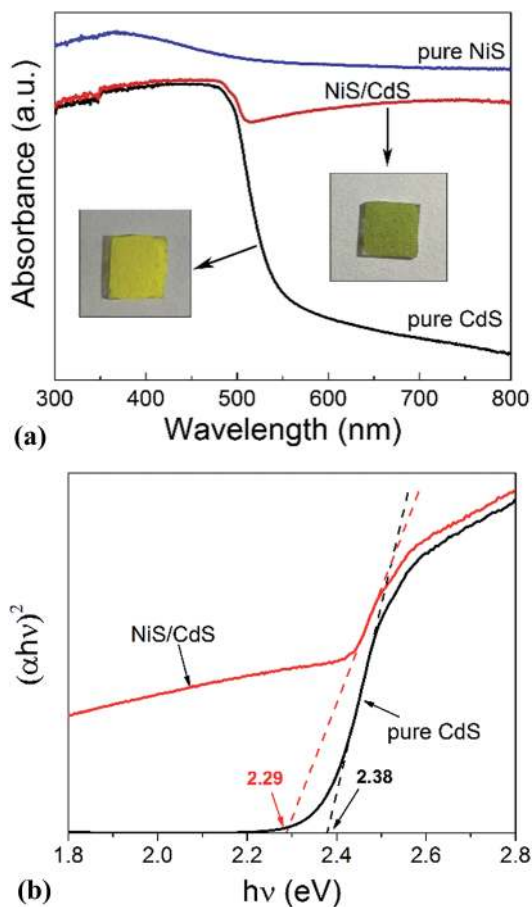 pure NiS
NiS/CdS
pure CdS
Absorbance (a.u.)
300 400 500 600 700 800
Wavelength (nm)
(a)
(αhν)²
NiS/CdS
pure CdS
2.29
2.38
1.8 2.0 2.2 2.4 2.6 2.8
hν (eV)
(b)